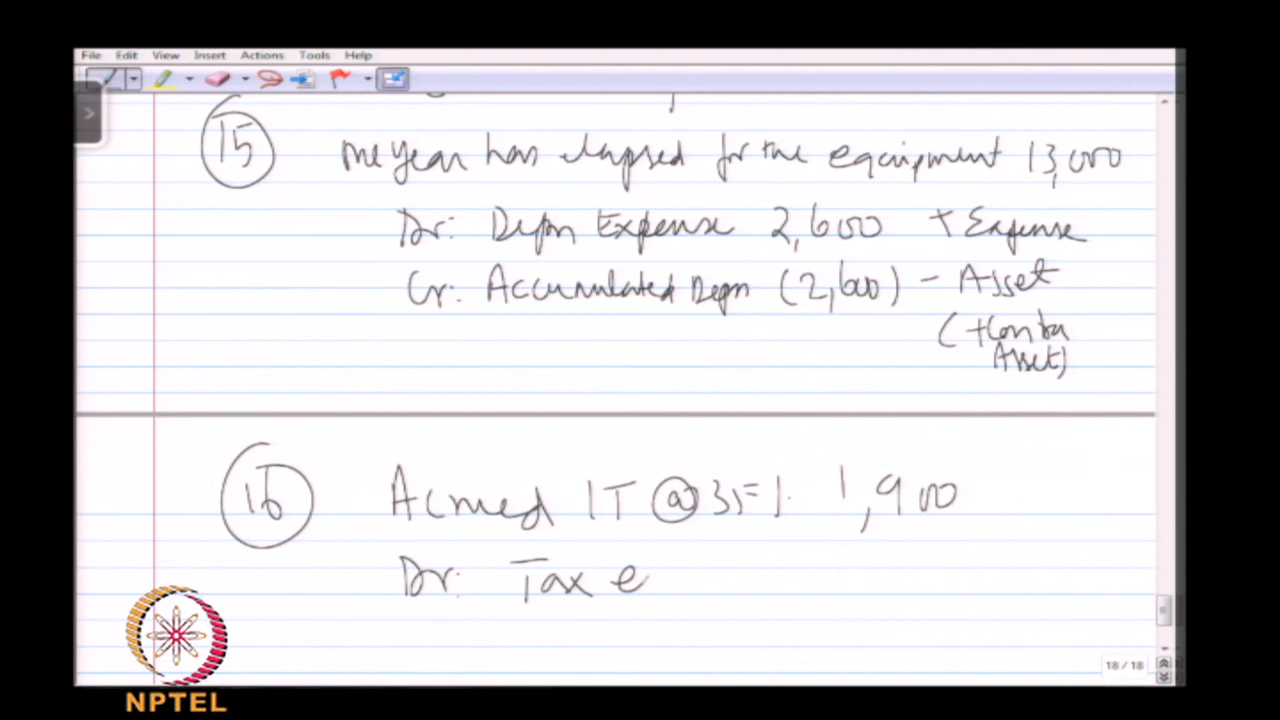 File Edit View Insert Actions Tools Help
15 One year has elapsed for the equipment 13,000
Dr: Depn Expense 2,600 + Expense
Cr: Accumulated Depn (2,600) - Asset
(+Contra
Asset)
16 Accrued IT @ 35% 1,900
Dr: Tax e
18 / 18
NPTEL